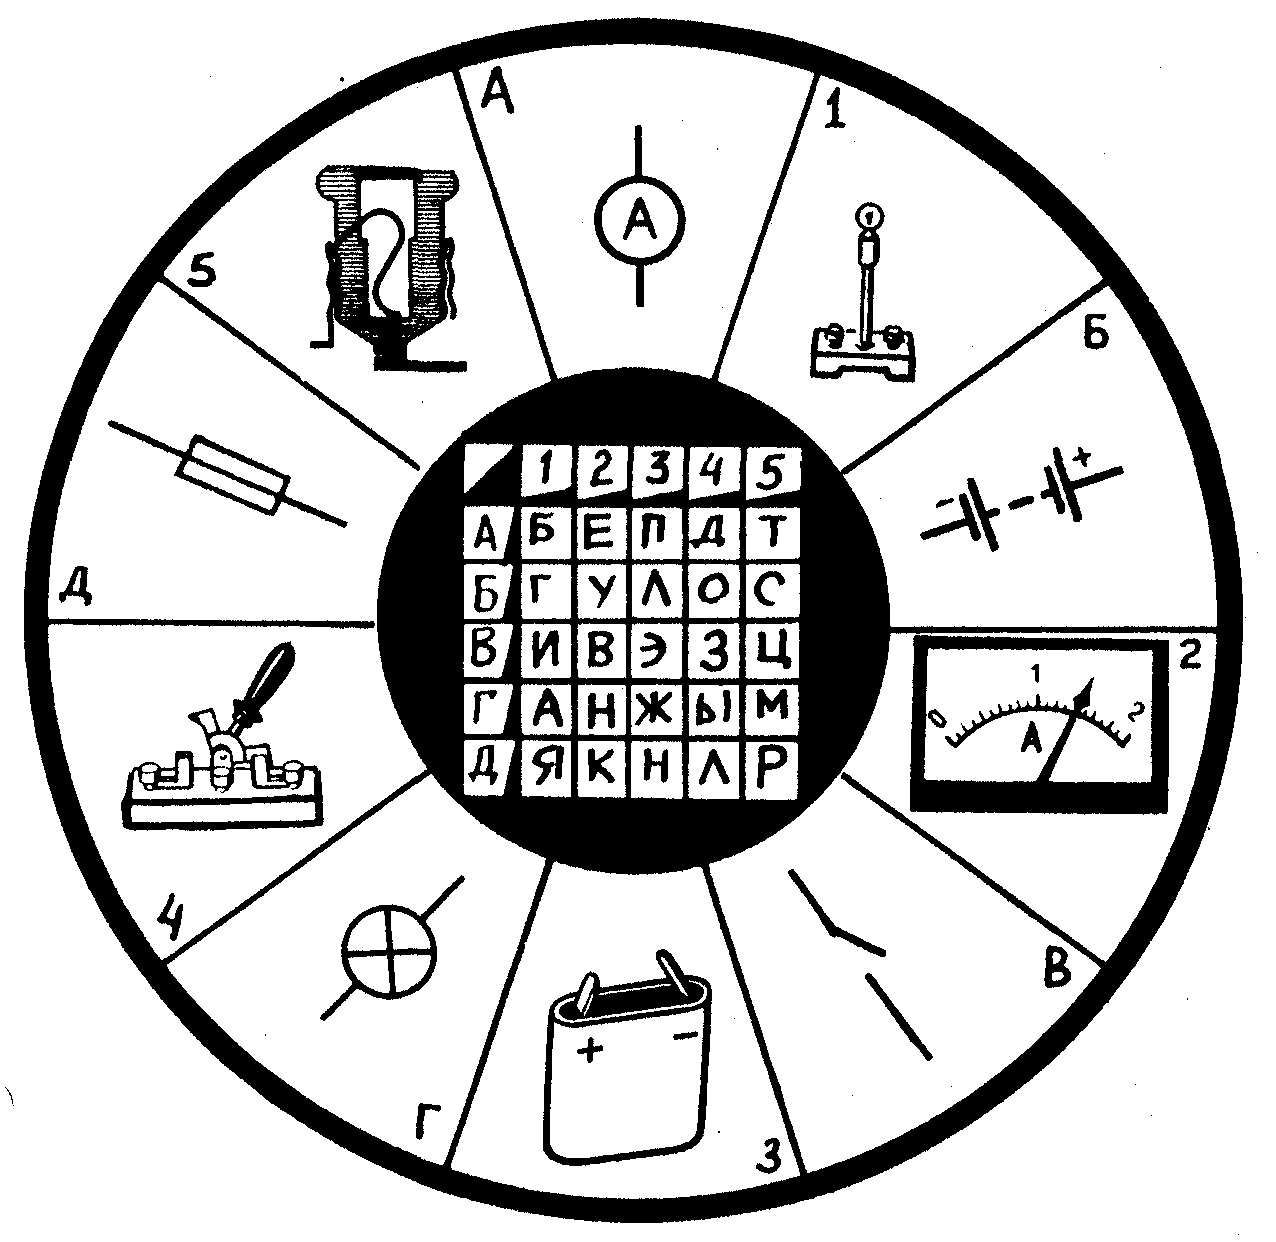 А
1
А
5
Б
- +
1 2 3 4 5
А Б Е П Д Т
Б Г У Л О С
В И В Э З Ц
Г А Н Ж Ы М
Д Я К Н Л Р
Д
2
0 1 2
А
4
В
+ -
Г
3